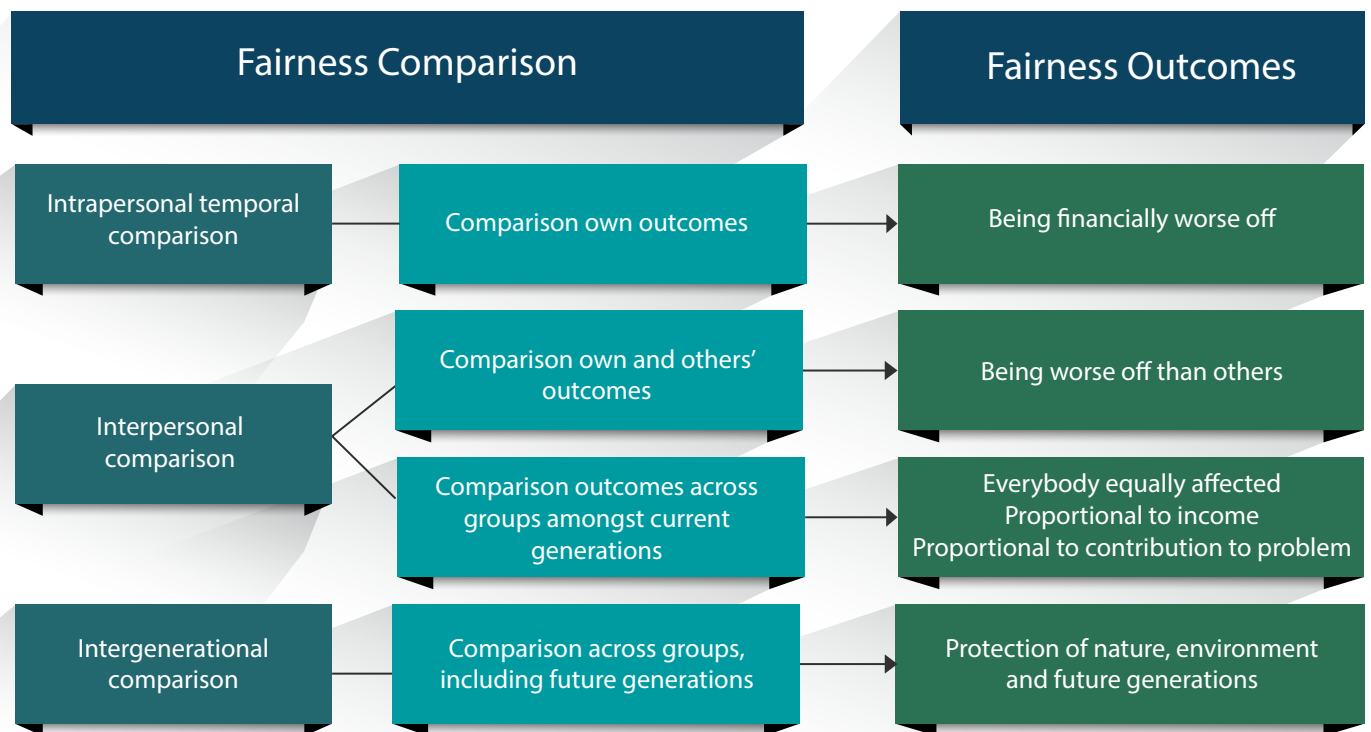 Fairness Comparison
Fairness Outcomes
Intrapersonal temporal
comparison
Comparison own outcomes
Being financially worse off
Interpersonal
comparison
Comparison own and others’
outcomes
Being worse off than others
Comparison outcomes across
groups amongst current
generations
Everybody equally affected
Proportional to income
Proportional to contribution to problem
Intergenerational
comparison
Comparison across groups,
including future generations
Protection of nature, environment
and future generations